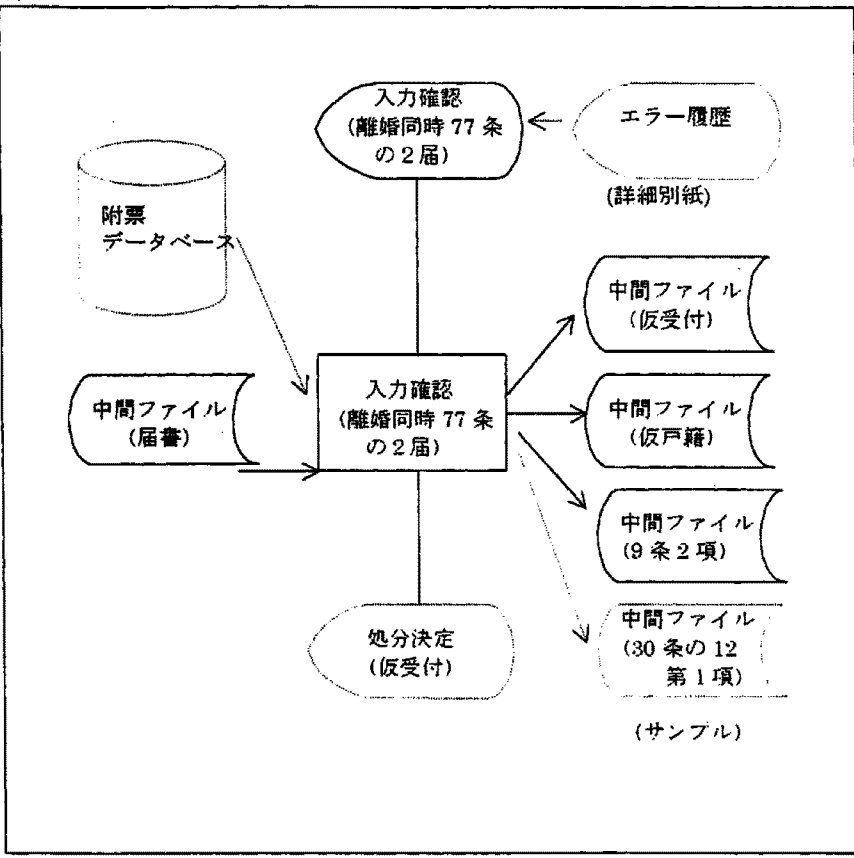 入力確認
(離婚同時 77 条
の2届)
エラー履歴
(詳細別紙)
附票
データベース
中間ファイル
(仮受付)
中間ファイル
(届書)
入力確認
(離婚同時 77 条
の2届)
中間ファイル
(仮戸籍)
中間ファイル
(9 条 2 項)
処分決定
(仮受付)
中間ファイル
(30 条の 12
第 1 項)
(サンプル)